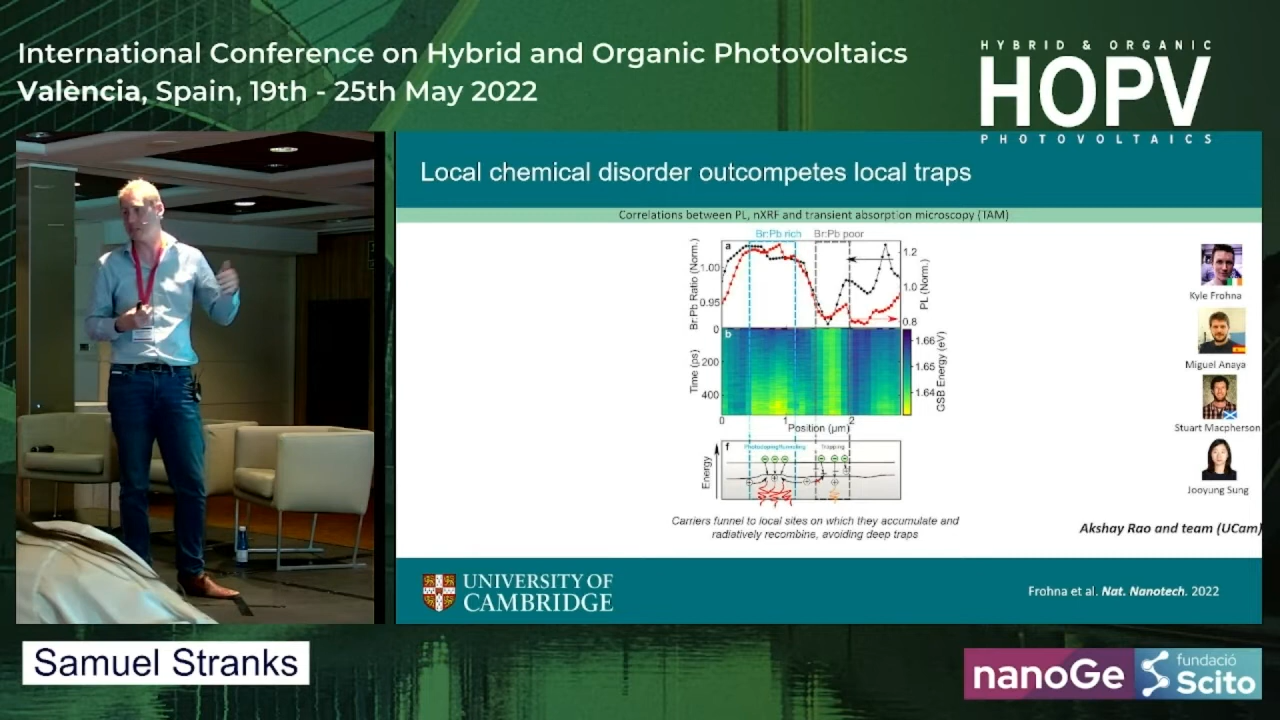 International Conference on Hybrid and Organic Photovoltaics
València, Spain, 19th - 25th May 2022
HYBRID & ORGANIC
HOPV
PHOTOVOLTAICS
Local chemical disorder outcompetes local traps
Correlations between PL, nXRF and transient absorption microscopy (TAM)
Br:Pb rich
Br:Pb poor
a
Br:Pb Ratio (Norm.)
1.00
0.95
0
1.2
1.0
0.8
PL (Norm.)
b
Time (ps)
200
400
1.66
1.65
1.64
GSB Energy (eV)
0
1
2
Position (µm)
f
Energy
Trapping
Carriers funnel to local sites on which they accumulate and
radiatively recombine, avoiding deep traps
Kyle Frohna
Miguel Anaya
Stuart Macpherson
Jooyung Sung
Akshay Rao and team (UCam)
UNIVERSITY OF
CAMBRIDGE
Frohna et al. Nat. Nanotech. 2022
Samuel Stranks
nanoGe
fundació
Scito